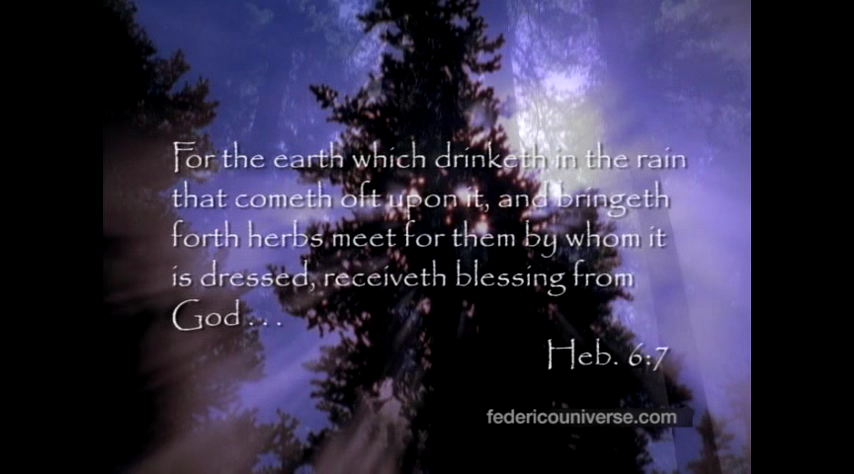 For the earth which drinketh in the rain
that cometh oft upon it, and bringeth
forth herbs meet for them by whom it
is dressed, receiveth blessing from
God . . .
Heb. 6:7
federicouniverse.com